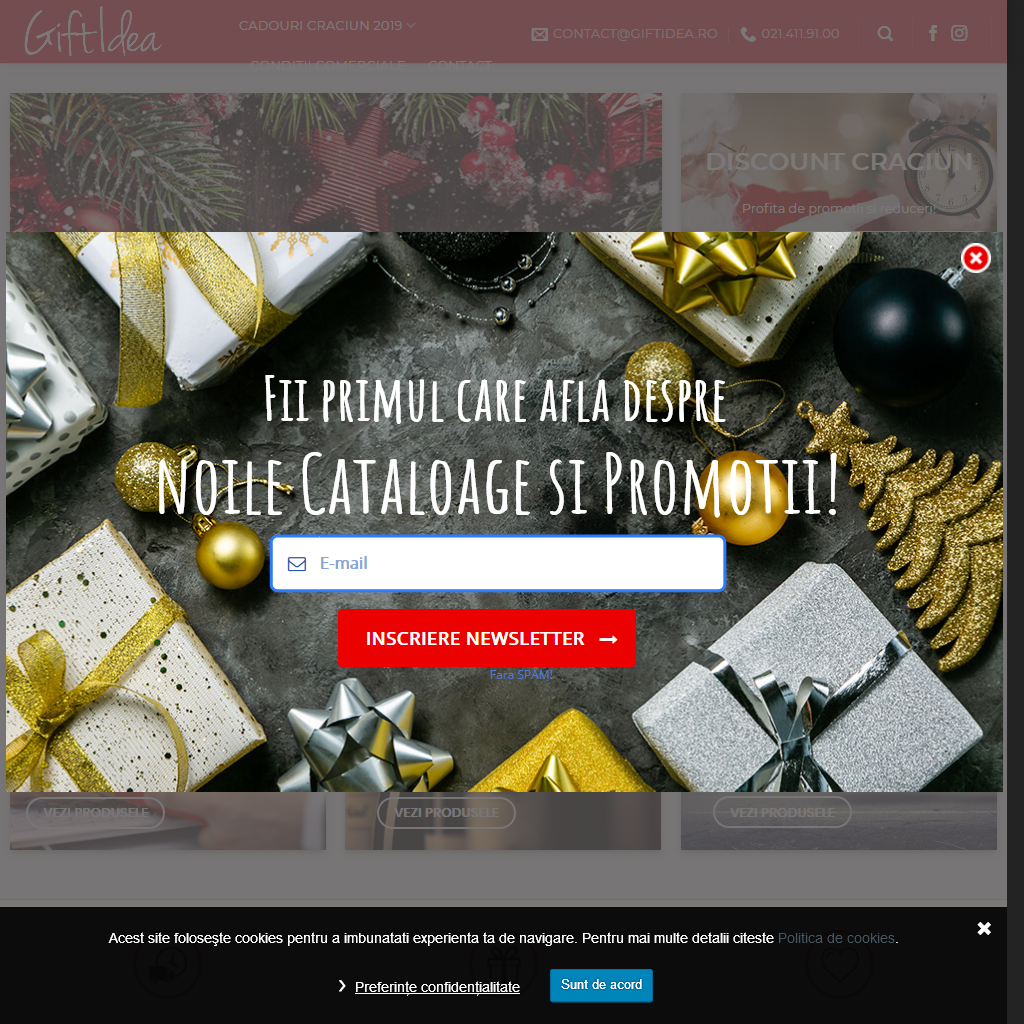 GiftIdea
CADOURI CRACIUN 2019
CONTACT@GIFTIDEA.RO
021.411.91.00
CONDITII COMERCIALE
CONTACT
DISCOUNT CRACIUN
Profita de promotii si reduceri!
Fii primul care afla despre
noile Cataloage si Promotii!
E-mail
INSCRIERE NEWSLETTER
Fara SPAM!
VEZI PRODUSELE
VEZI PRODUSELE
VEZI PRODUSELE
Acest site folosește cookies pentru a imbunatati experienta ta de navigare. Pentru mai multe detalii citeste Politica de cookies.
Preferințe confidențialitate
Sunt de acord